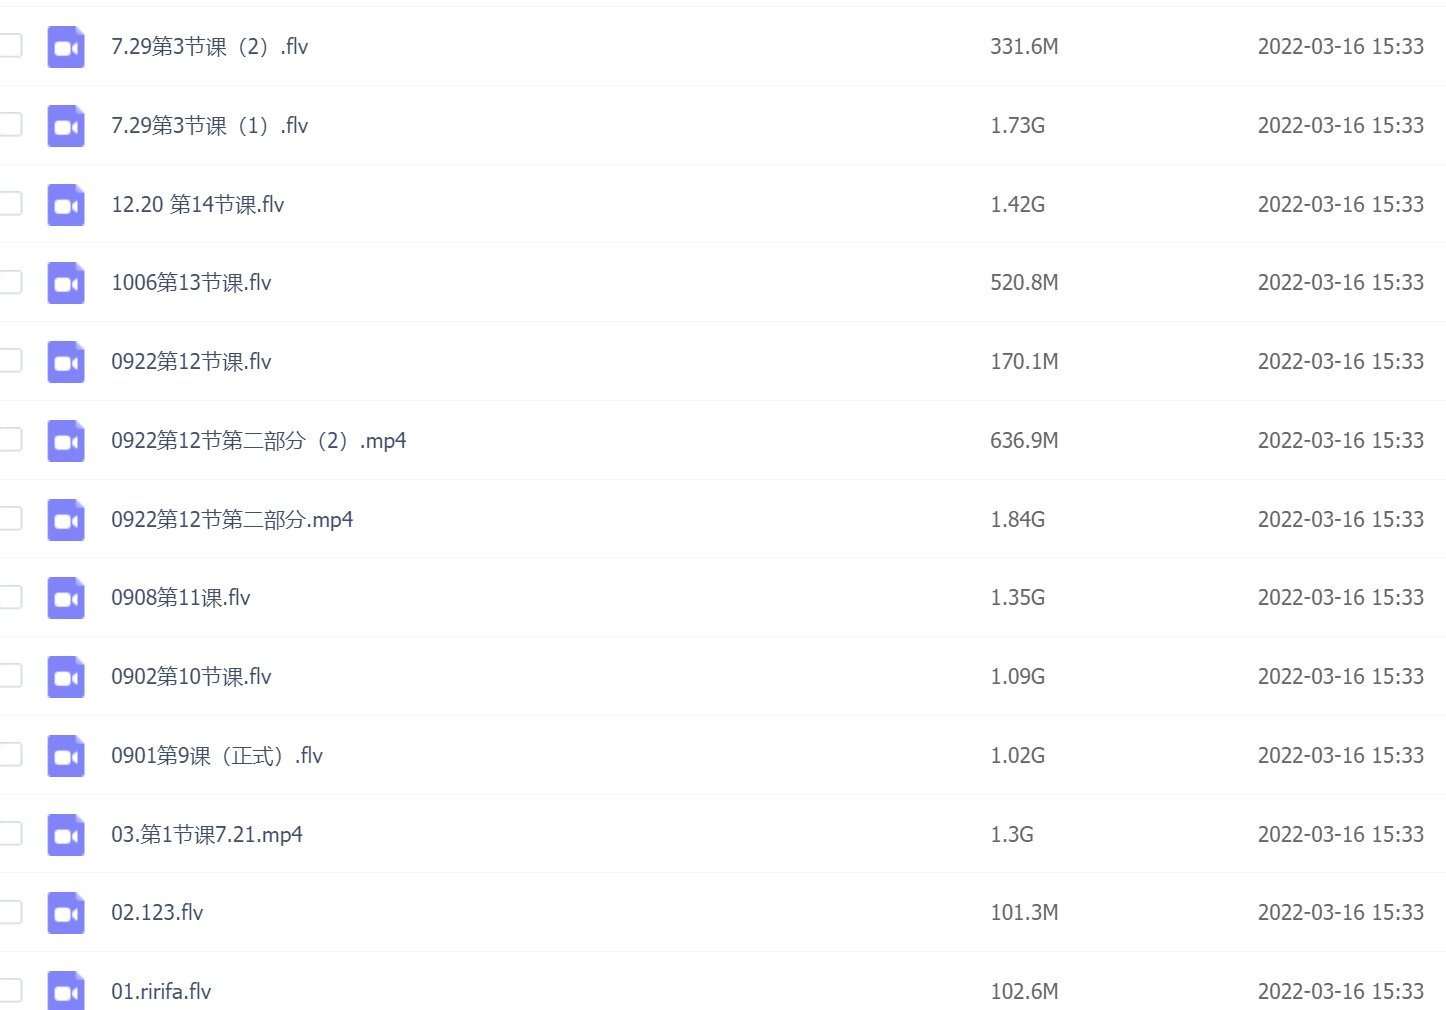 7.29第3节课（2）.flv 331.6M 2022-03-16 15:33
7.29第3节课（1）.flv 1.73G 2022-03-16 15:33
12.20 第14节课.flv 1.42G 2022-03-16 15:33
1006第13节课.flv 520.8M 2022-03-16 15:33
0922第12节课.flv 170.1M 2022-03-16 15:33
0922第12节第二部分（2）.mp4 636.9M 2022-03-16 15:33
0922第12节第二部分.mp4 1.84G 2022-03-16 15:33
0908第11课.flv 1.35G 2022-03-16 15:33
0902第10节课.flv 1.09G 2022-03-16 15:33
0901第9课（正式）.flv 1.02G 2022-03-16 15:33
03.第1节课7.21.mp4 1.3G 2022-03-16 15:33
02.123.flv 101.3M 2022-03-16 15:33
01.ririfa.flv 102.6M 2022-03-16 15:33